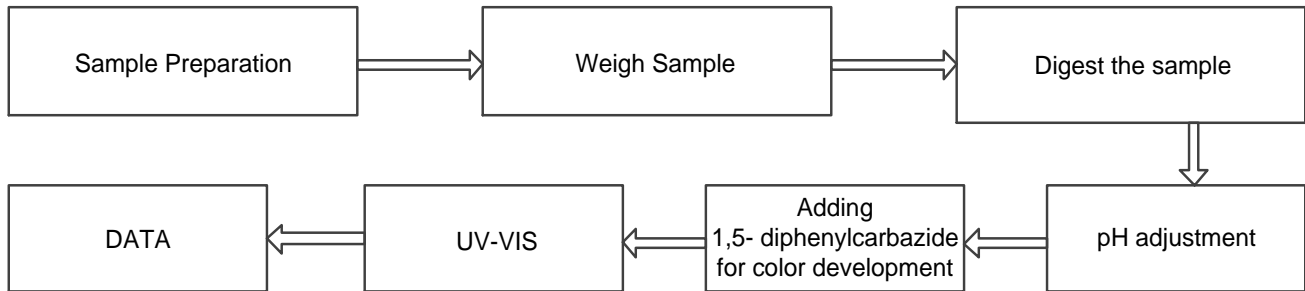 Sample Preparation
Weigh Sample
Digest the sample
pH adjustment
Adding
1,5- diphenylcarbazide
for color development
UV-VIS
DATA